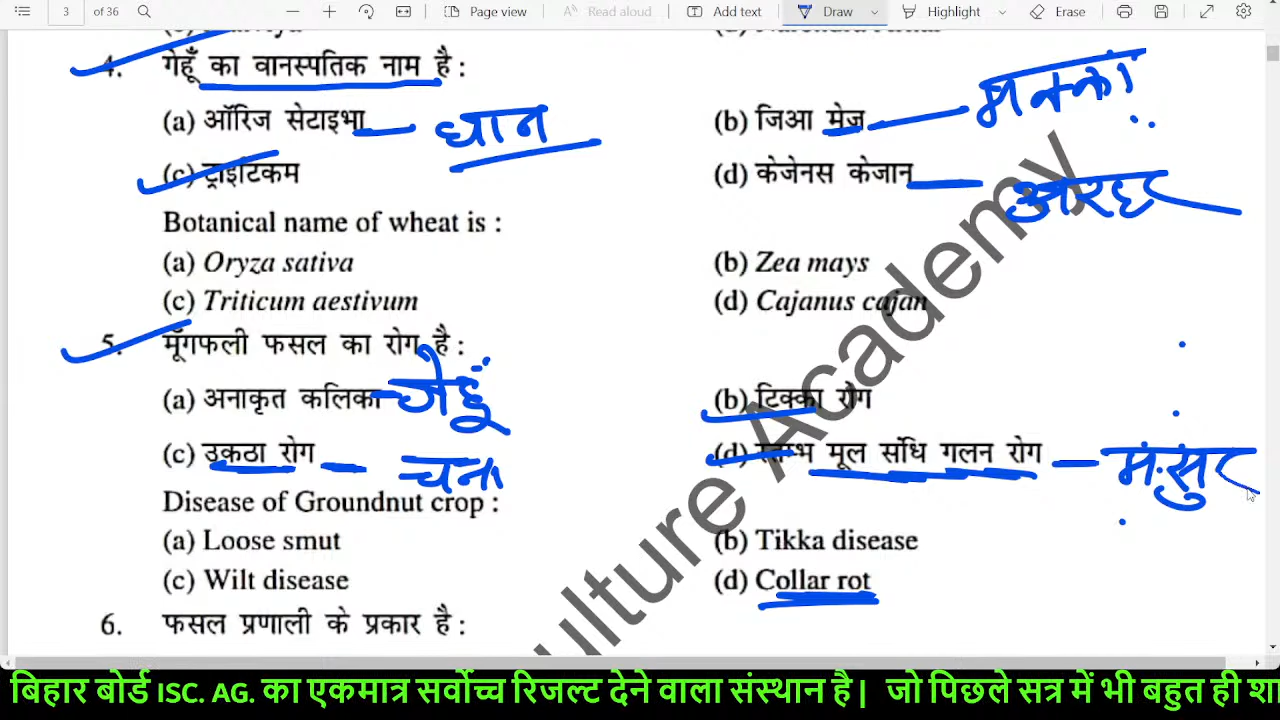 3 of 36 Page view Read aloud Add text Draw Highlight Erase
4. गेहूँ का वानस्पतिक नाम है :
(a) ऑरिज सेटाइभा धान (b) जिआ मेज मक्का
(c) ट्राइटिकम (d) केजेनस केजान अरहर
Botanical name of wheat is :
(a) Oryza sativa (b) Zea mays
(c) Triticum aestivum (d) Cajanus cajan
5. मूँगफली फसल का रोग है :
(a) अनाकृत कलिका गेहूं (b) टिक्का रोग
(c) उकठा रोग चना (d) स्तम्भ मूल संधि गलन रोग मंसुर
Disease of Groundnut crop :
(a) Loose smut (b) Tikka disease
(c) Wilt disease (d) Collar rot
6. फसल प्रणाली के प्रकार है :
ulture Academy
बिहार बोर्ड ISC. AG. का एकमात्र सर्वोच्च रिजल्ट देने वाला संस्थान है | जो पिछले सत्र में भी बहुत ही शा